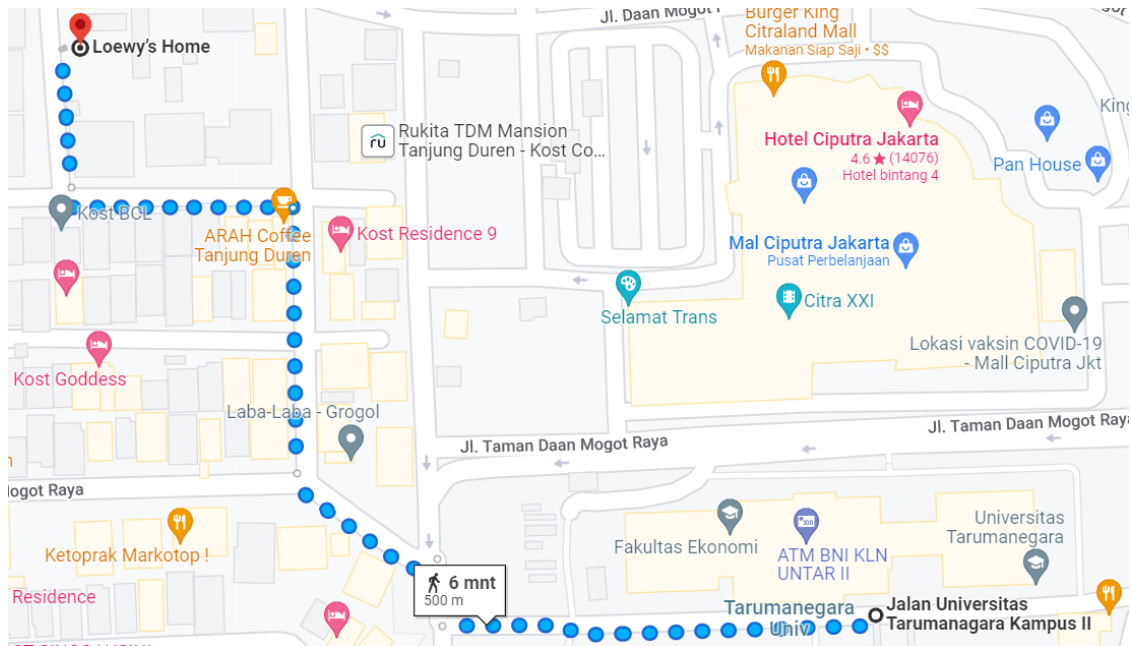 Jl. Daan Mogot
Loewy's Home
Burger King
Citraland Mall
Makanan Siap Saji • $$
Rukita TDM Mansion
Tanjung Duren - Kost Co...
Hotel Ciputra Jakarta
4.6★(14076)
Hotel bintang 4
King
Pan House
Kost BCL
ARAH Coffee
Tanjung Duren
Kost Residence 9
Mal Ciputra Jakarta
Pusat Perbelanjaan
Selamat Trans
Citra XXI
Lokasi vaksin COVID-19
- Mall Ciputra Jkt
Kost Goddess
Laba-Laba - Grogol
Jl. Taman Daan Mogot Raya
Jl. Taman Daan Mogot Raya
ogot Raya
Ketoprak Markotop !
Fakultas Ekonomi
ATM BNI KLN
UNTAR II
Universitas
Tarumanegara
Residence
6 mnt
500 m
Tarumanegara
Univ
Jalan Universitas
Tarumanagara Kampus II